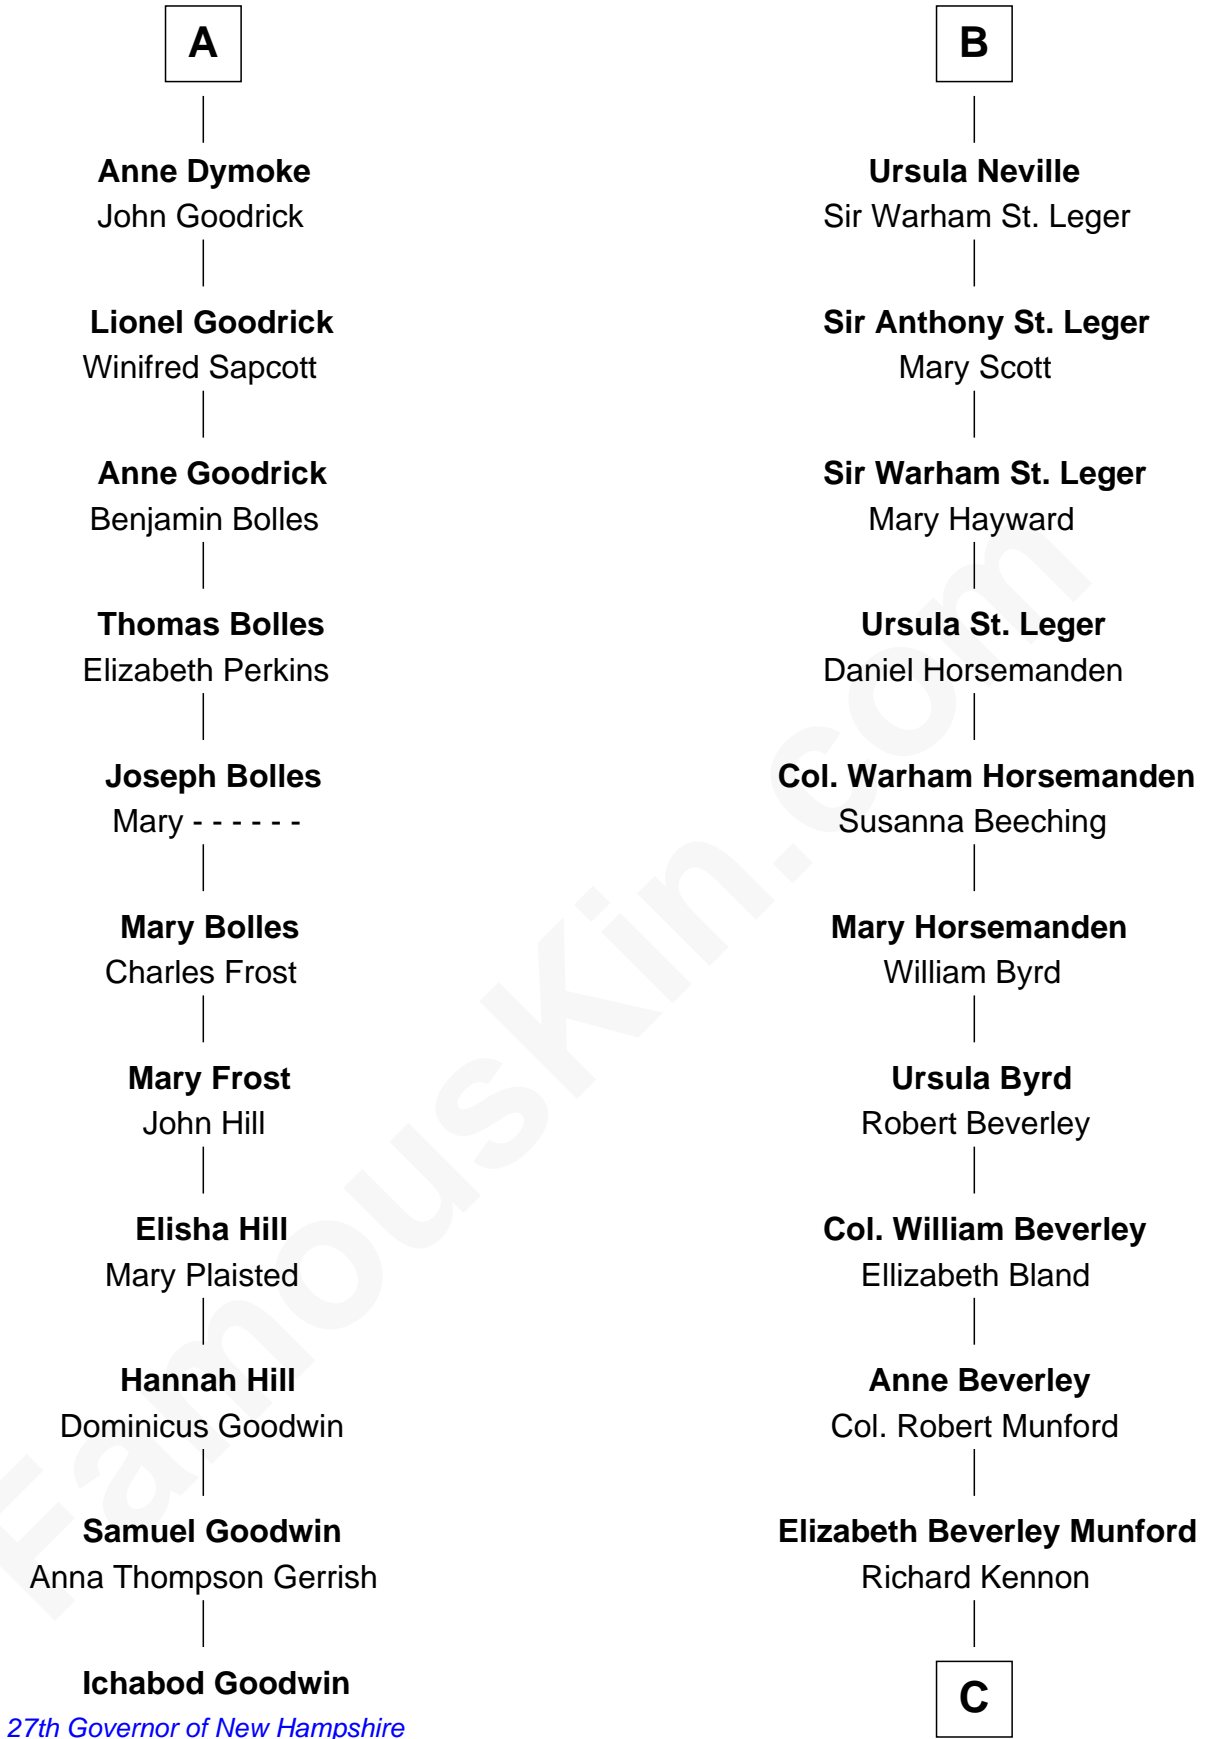 A
Anne Dymoke
John Goodrick
Lionel Goodrick
Winifred Sapcott
Anne Goodrick
Benjamin Bolles
Thomas Bolles
Elizabeth Perkins
Joseph Bolles
Mary - - - - - -
Mary Bolles
Charles Frost
Mary Frost
John Hill
Elisha Hill
Mary Plaisted
Hannah Hill
Dominicus Goodwin
Samuel Goodwin
Anna Thompson Gerrish
Ichabod Goodwin
27th Governor of New Hampshire
B
Ursula Neville
Sir Warham St. Leger
Sir Anthony St. Leger
Mary Scott
Sir Warham St. Leger
Mary Hayward
Ursula St. Leger
Daniel Horsemanden
Col. Warham Horsemanden
Susanna Beeching
Mary Horsemanden
William Byrd
Ursula Byrd
Robert Beverley
Col. William Beverley
Ellizabeth Bland
Anne Beverley
Col. Robert Munford
Elizabeth Beverley Munford
Richard Kennon
C
FamousKin.com